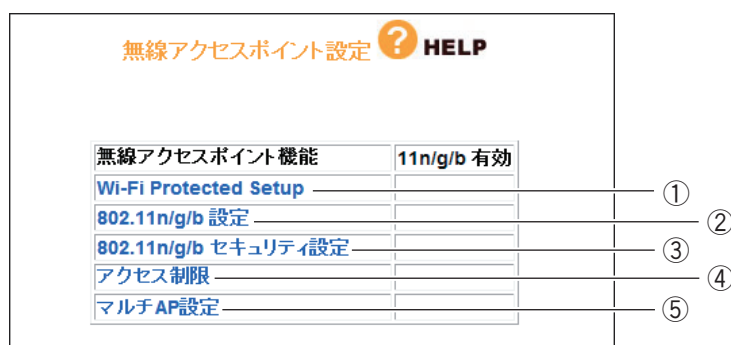 無線アクセスポイント設定 ? HELP
無線アクセスポイント機能 11n/g/b 有効
Wi-Fi Protected Setup ①
802.11n/g/b 設定 ②
802.11n/g/b セキュリティ設定 ③
アクセス制限 ④
マルチAP設定 ⑤